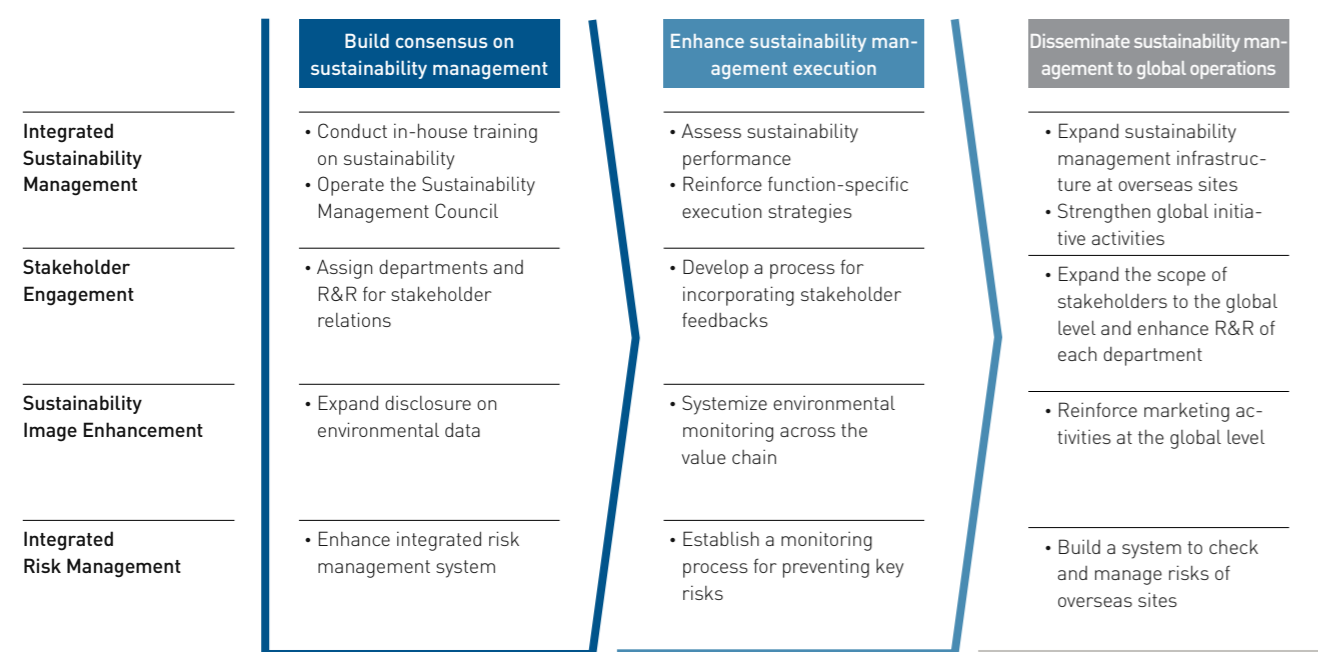 Build consensus on
sustainability management
Enhance sustainability man-
agement execution
Disseminate sustainability man-
agement to global operations
Integrated
Sustainability
Management
• Conduct in-house training
on sustainability
• Operate the Sustainability
Management Council
• Assess sustainability
performance
• Reinforce function-specific
execution strategies
• Expand sustainability
management infrastruc-
ture at overseas sites
• Strengthen global initia-
tive activities
Stakeholder
Engagement
• Assign departments and
R&R for stakeholder
relations
• Develop a process for
incorporating stakeholder
feedbacks
• Expand the scope of
stakeholders to the global
level and enhance R&R of
each department
Sustainability
Image Enhancement
• Expand disclosure on
environmental data
• Systemize environmental
monitoring across the
value chain
• Reinforce marketing ac-
tivities at the global level
Integrated
Risk Management
• Enhance integrated risk
management system
• Establish a monitoring
process for preventing key
risks
• Build a system to check
and manage risks of
overseas sites